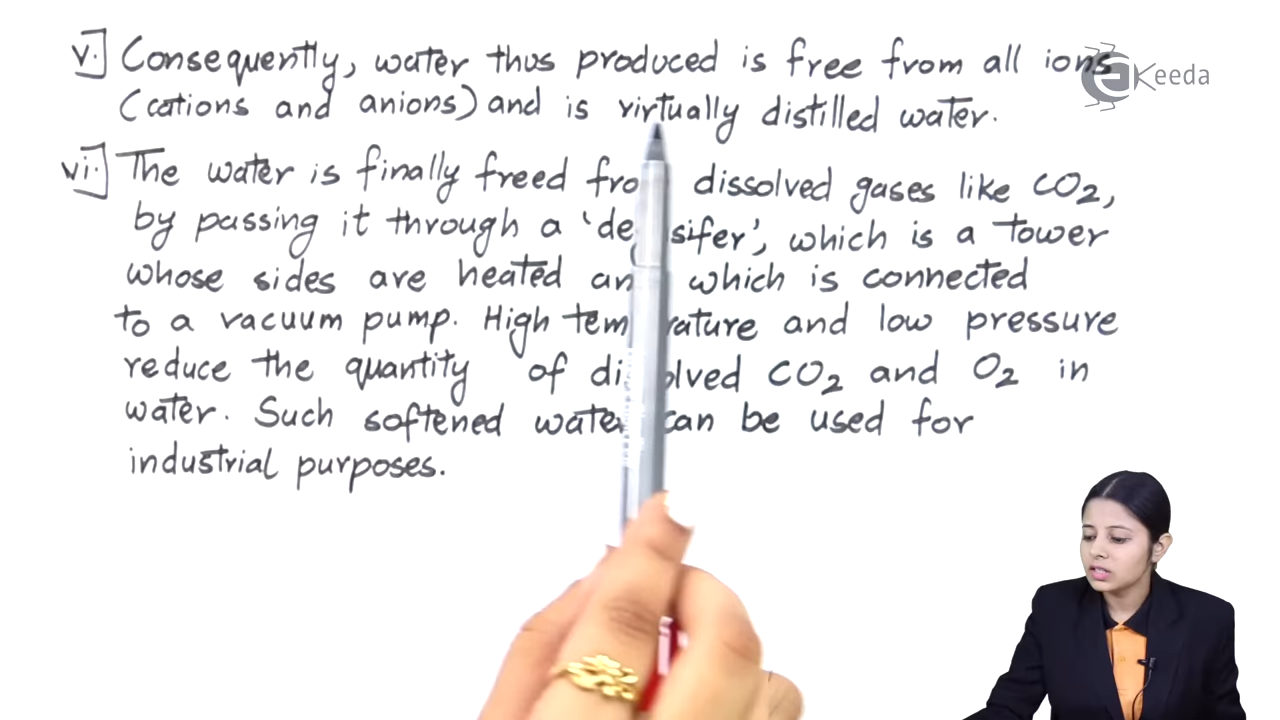 v.] Consequently, water thus produced is free from all ions
(cations and anions) and is virtually distilled water.
vi.] The water is finally freed fro dissolved gases like CO2,
by passing it through a 'de sifer', which is a tower
whose sides are heated an which is connected
to a vacuum pump. High tem rature and low pressure
reduce the quantity of di olved CO2 and O2 in
water. Such softened water can be used for
industrial purposes.
Keeda